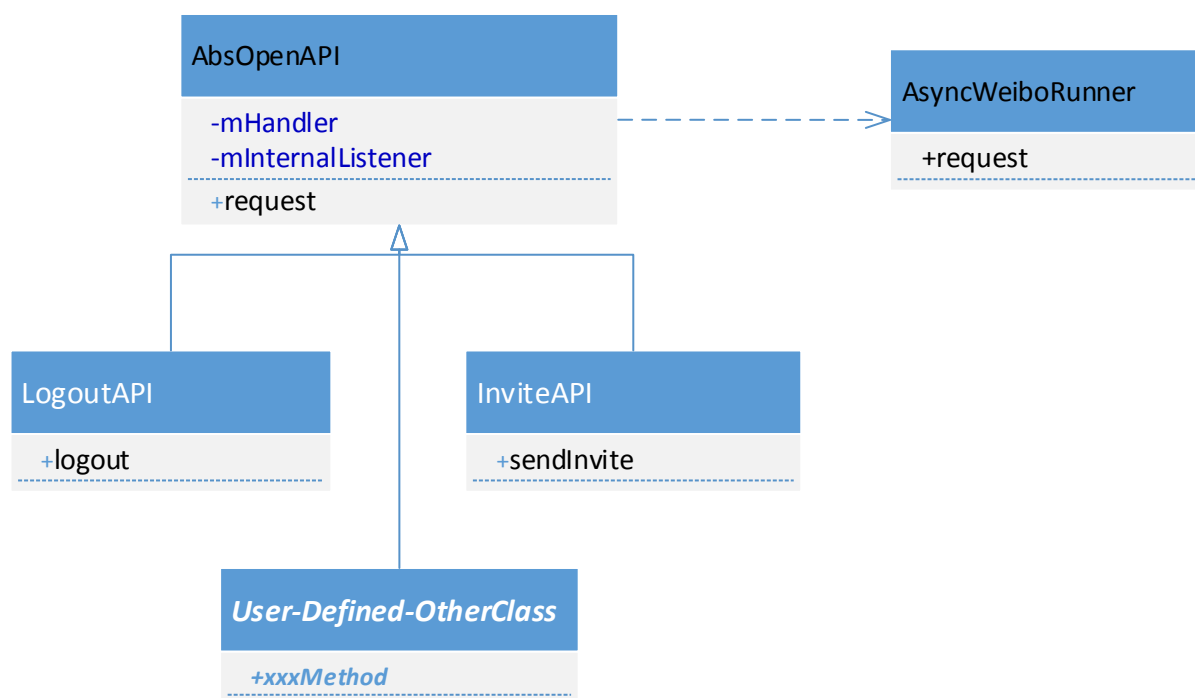 AbsOpenAPI
-mHandler
-mInternalListener
+request
AsyncWeiboRunner
+request
LogoutAPI
+logout
InviteAPI
+sendInvite
User-Defined-OtherClass
+xxxMethod